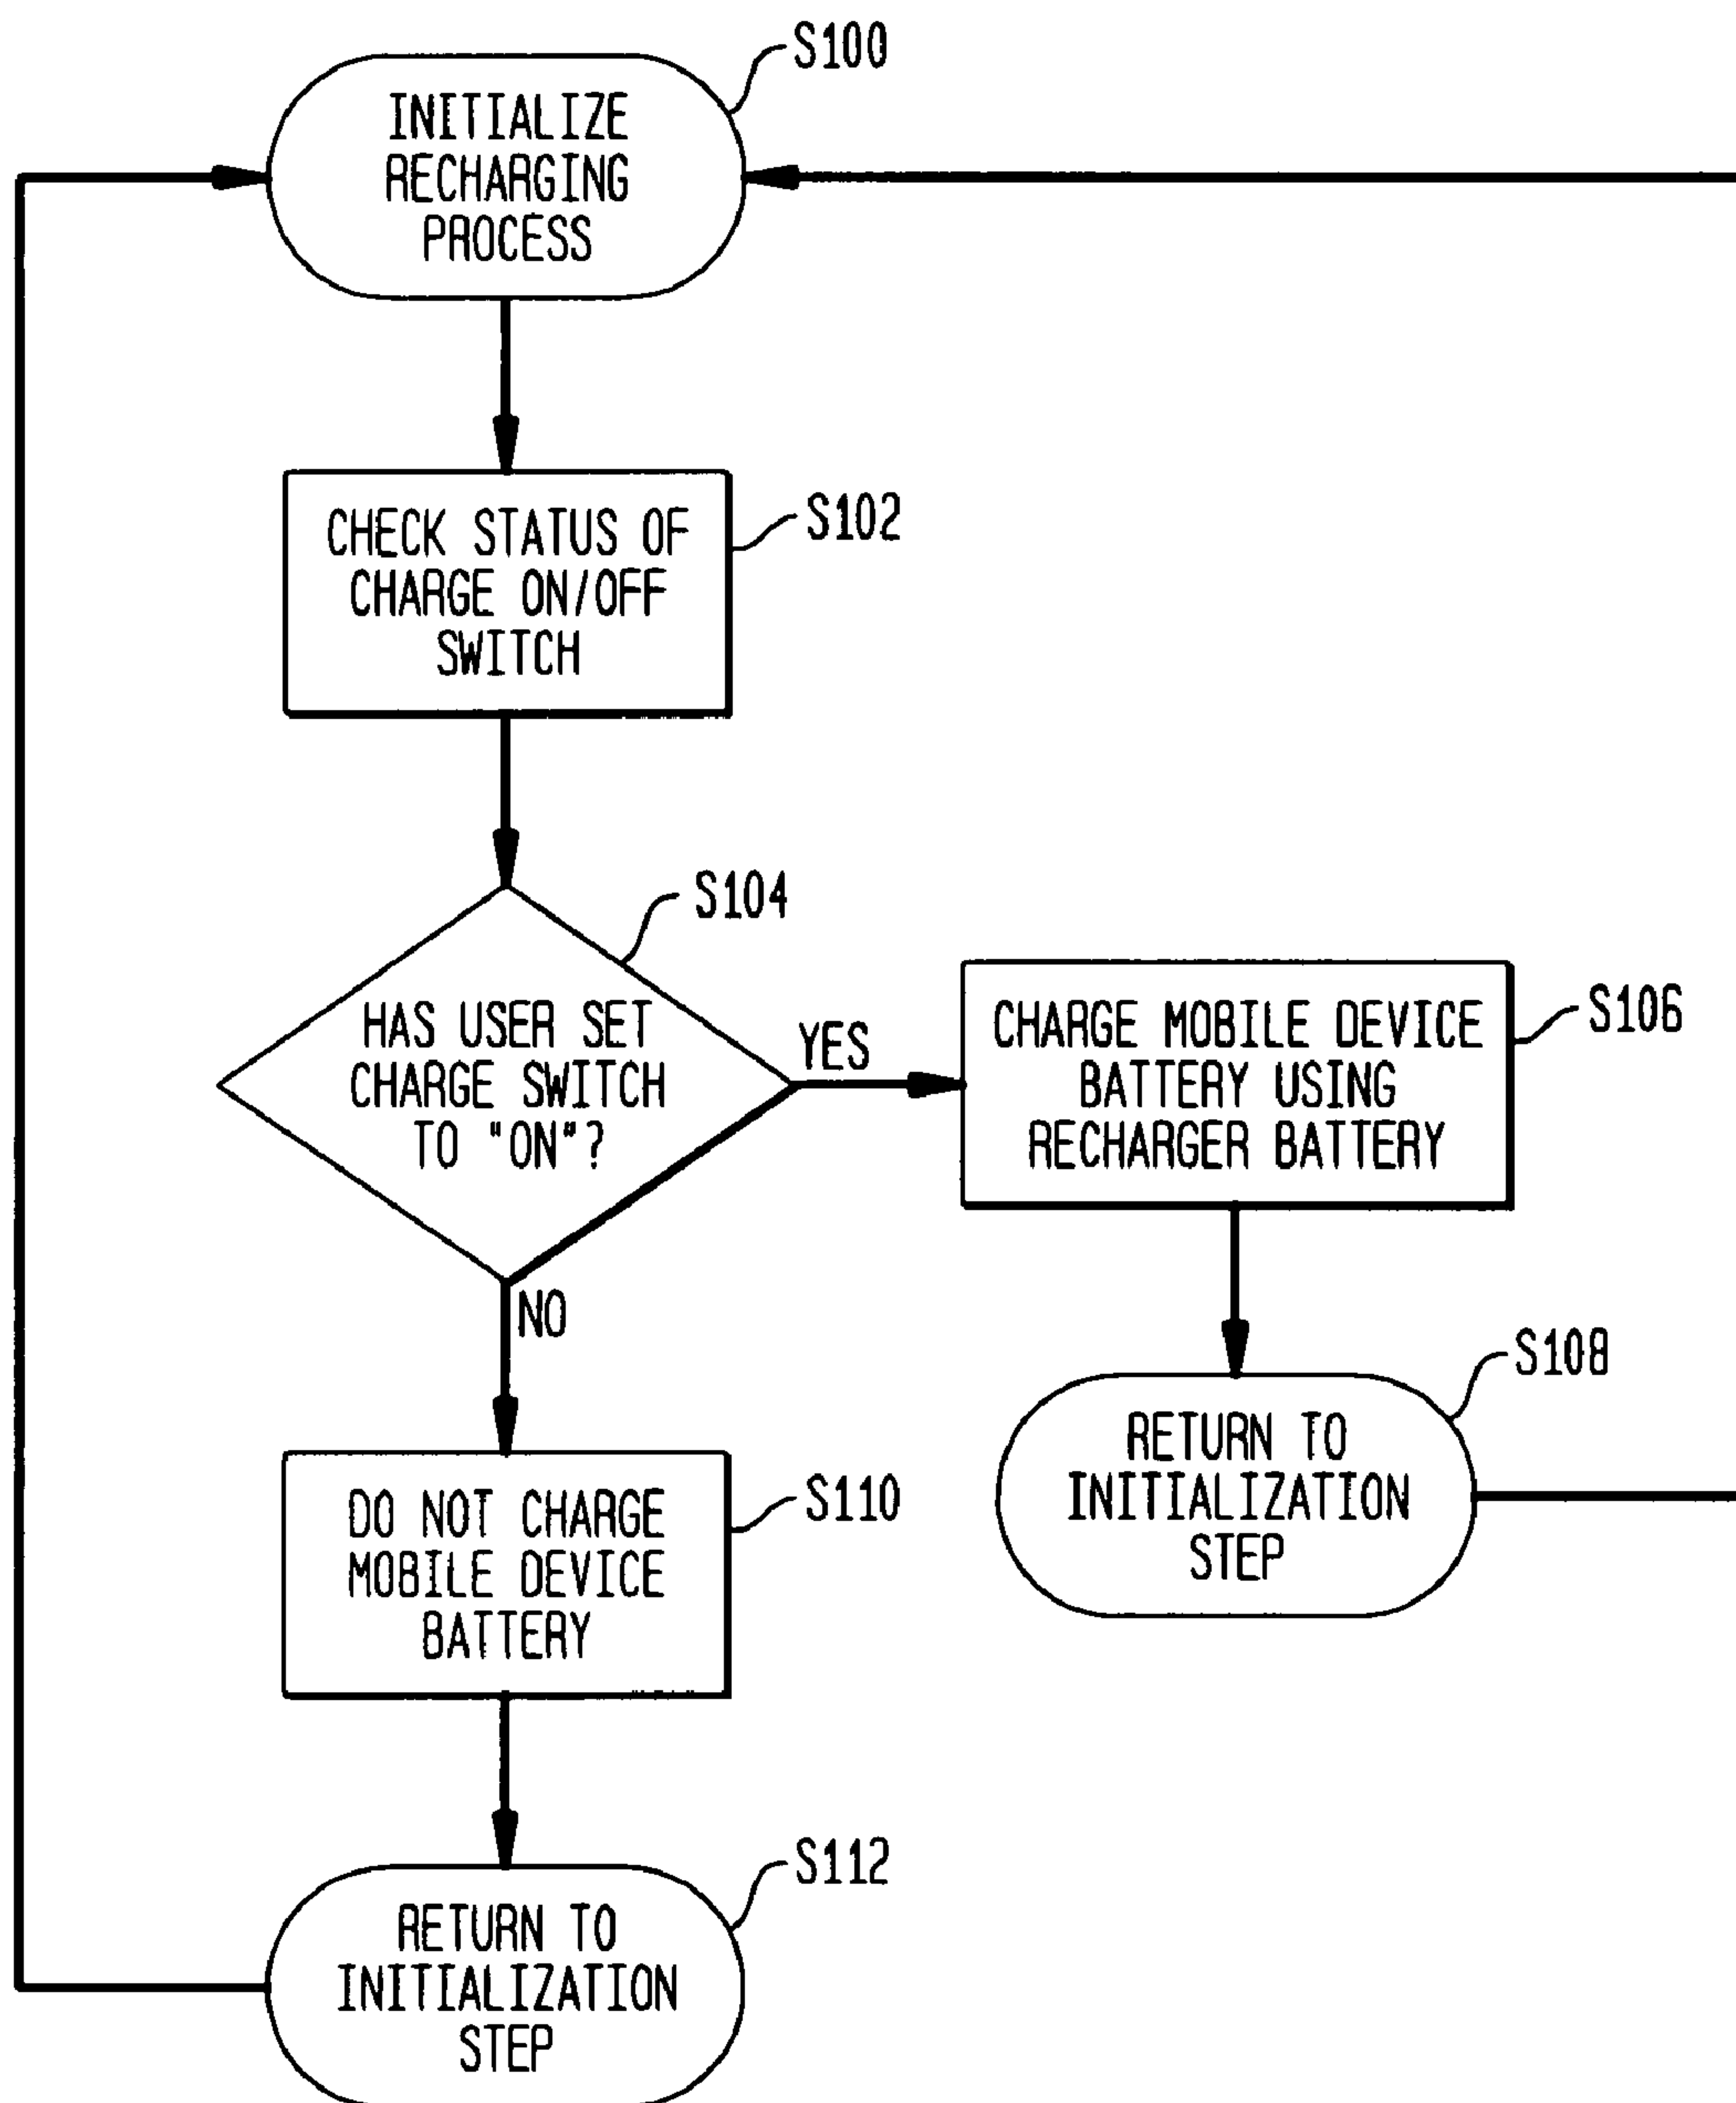 S100
INITIALIZE
RECHARGING
PROCESS
S102
CHECK STATUS OF
CHARGE ON/OFF
SWITCH
S104
HAS USER SET
CHARGE SWITCH
TO "ON"?
YES
S106
CHARGE MOBILE DEVICE
BATTERY USING
RECHARGER BATTERY
NO
S108
RETURN TO
INITIALIZATION
STEP
S110
DO NOT CHARGE
MOBILE DEVICE
BATTERY
S112
RETURN TO
INITIALIZATION
STEP